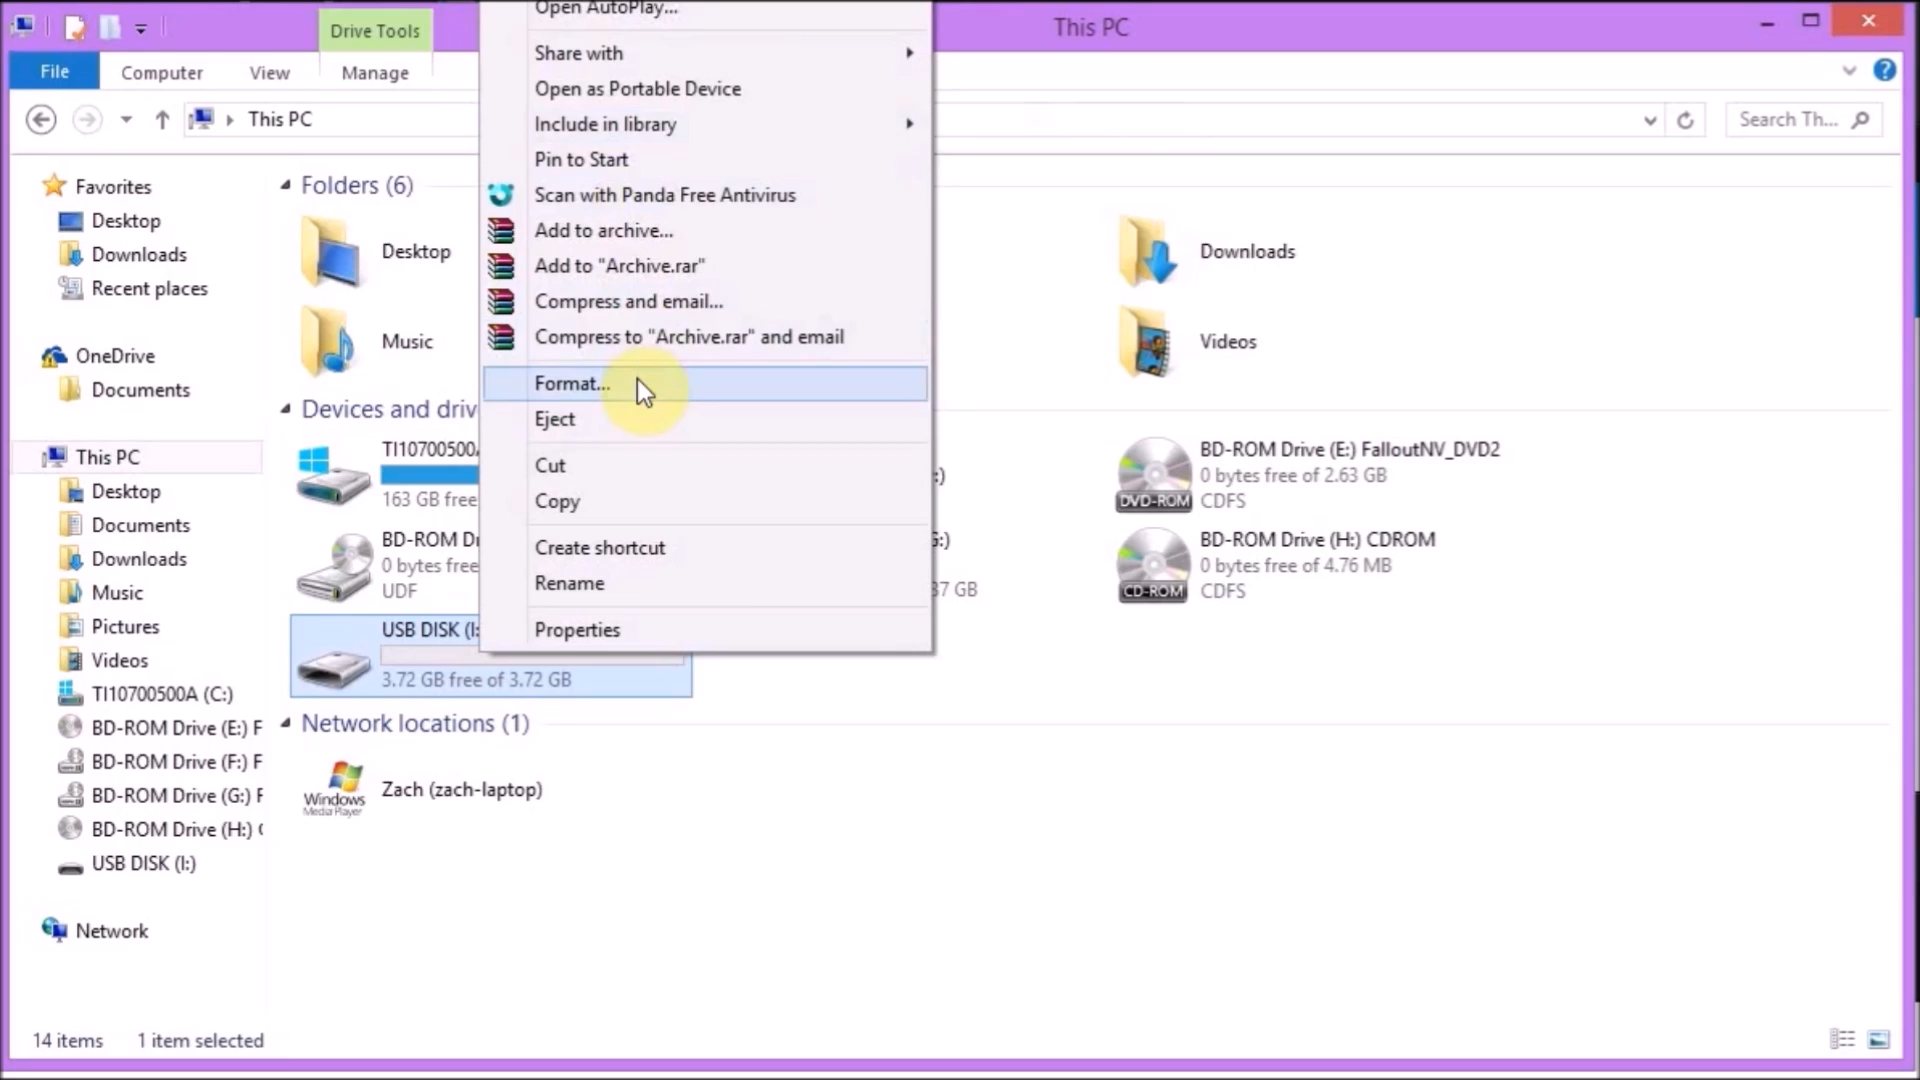 Drive Tools
This PC
File
Computer
View
Manage
This PC
Search Th...
Open AutoPlay...
Share with
Open as Portable Device
Include in library
Pin to Start
Scan with Panda Free Antivirus
Add to archive...
Add to "Archive.rar"
Compress and email...
Compress to "Archive.rar" and email
Format...
Eject
Cut
Copy
Create shortcut
Rename
Properties
Favorites
Desktop
Downloads
Recent places
OneDrive
Documents
This PC
Desktop
Documents
Downloads
Music
Pictures
Videos
TI10700500A (C:)
BD-ROM Drive (E:) F
BD-ROM Drive (F:) F
BD-ROM Drive (G:) F
BD-ROM Drive (H:) C
USB DISK (I:)
Network
Folders (6)
Desktop
Downloads
Music
Videos
Devices and driv
TI10700500A
163 GB free
:)
BD-ROM Drive (E:) FalloutNV_DVD2
0 bytes free of 2.63 GB
CDFS
DVD-ROM
BD-ROM Dr
0 bytes free
UDF
G:)
37 GB
BD-ROM Drive (H:) CDROM
0 bytes free of 4.76 MB
CDFS
CD-ROM
USB DISK (I:
3.72 GB free of 3.72 GB
Network locations (1)
Windows
Media Player
Zach (zach-laptop)
14 items
1 item selected